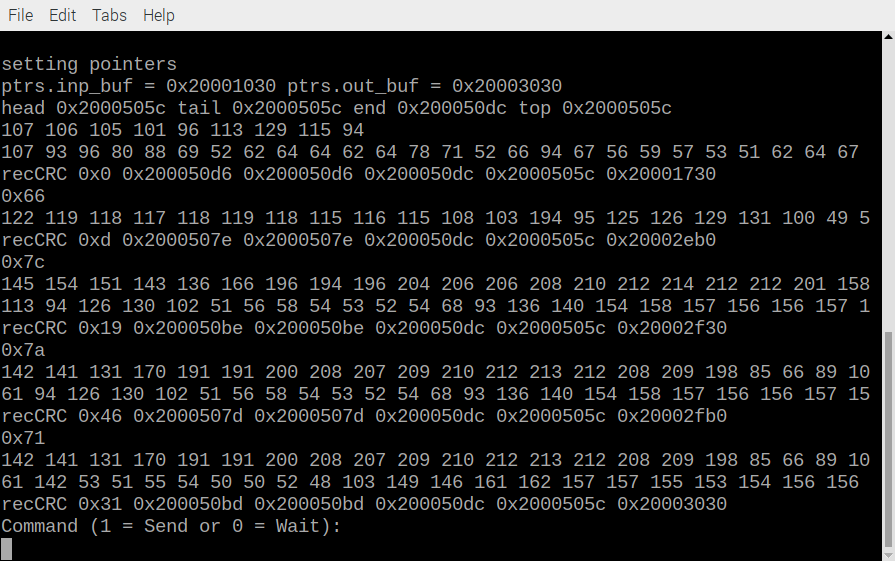 File Edit Tabs Help
setting pointers
ptrs.inp_buf = 0x20001030 ptrs.out_buf = 0x20003030
head 0x2000505c tail 0x2000505c end 0x200050dc top 0x2000505c
107 106 105 101 96 113 129 115 94
107 93 96 80 88 69 52 62 64 64 62 64 78 71 52 66 94 67 56 59 57 53 51 62 64 67
recCRC 0x0 0x200050d6 0x200050d6 0x200050dc 0x2000505c 0x20001730
0x66
122 119 118 117 118 119 118 115 116 115 108 103 194 95 125 126 129 131 100 49 5
recCRC 0xd 0x2000507e 0x2000507e 0x200050dc 0x2000505c 0x20002eb0
0x7c
145 154 151 143 136 166 196 194 196 204 206 206 208 210 212 214 212 212 201 158
113 94 126 130 102 51 56 58 54 53 52 54 68 93 136 140 154 158 157 156 156 157 1
recCRC 0x19 0x200050be 0x200050be 0x200050dc 0x2000505c 0x20002f30
0x7a
142 141 131 170 191 191 200 208 207 209 210 212 213 212 208 209 198 85 66 89 10
61 94 126 130 102 51 56 58 54 53 52 54 68 93 136 140 154 158 157 156 156 157 15
recCRC 0x46 0x2000507d 0x2000507d 0x200050dc 0x2000505c 0x20002fb0
0x71
142 141 131 170 191 191 200 208 207 209 210 212 213 212 208 209 198 85 66 89 10
61 142 53 51 55 54 50 50 52 48 103 149 146 161 162 157 157 155 153 154 156 156
recCRC 0x31 0x200050bd 0x200050bd 0x200050dc 0x2000505c 0x20003030
Command (1 = Send or 0 = Wait):